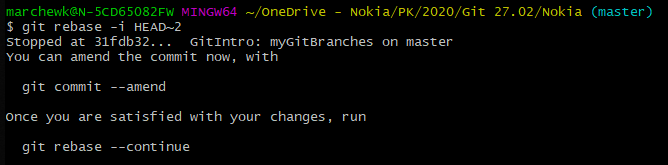 marchewk@N-5CD65082FW MINGW64 ~/OneDrive - Nokia/PK/2020/Git 27.02/Nokia (master)
$ git rebase -i HEAD~2
Stopped at 31fdb32...  GitIntro: myGitBranches on master
You can amend the commit now, with

  git commit --amend

Once you are satisfied with your changes, run

  git rebase --continue